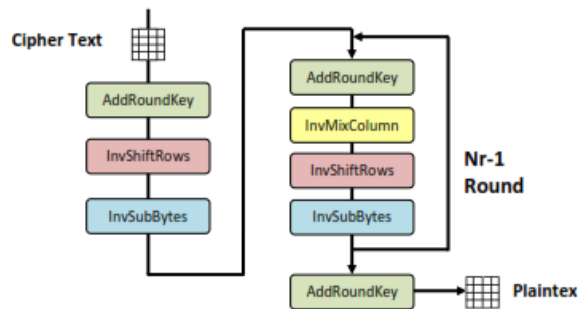 Cipher Text
AddRoundKey
InvShiftRows
InvSubBytes
AddRoundKey
InvMixColumn
InvShiftRows
InvSubBytes
Nr-1
Round
AddRoundKey
Plaintex